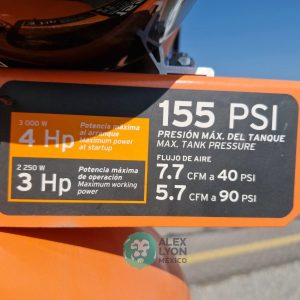 3 000 W
4 Hp
Potencia máxima
al arranque
Maximum power
at startup
2 250 W
3 Hp
Potencia máxima
de operación
Maximum working
power
155 PSI
PRESIÓN MÁX. DEL TANQUE
MAX. TANK PRESSURE
FLUJO DE AIRE
7.7 CFM a 40 PSI
5.7 CFM a 90 PSI
ALEX
LYON
MÉXICO